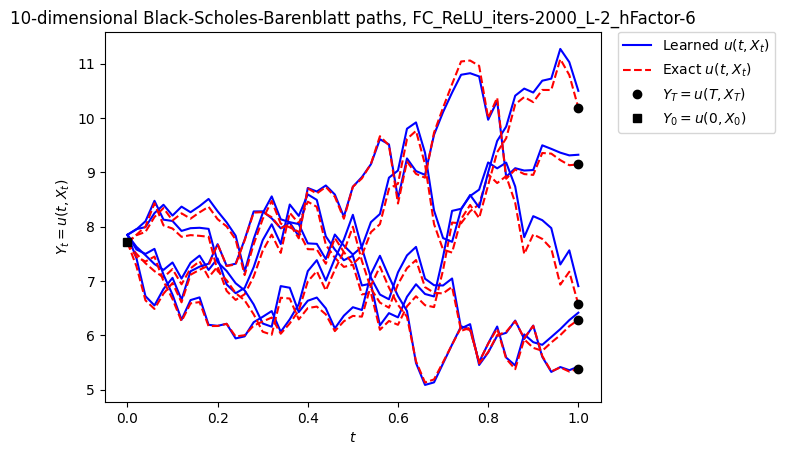 10-dimensional Black-Scholes-Barenblatt paths, FC_ReLU_iters-2000_L-2_hFactor-6
Learned u(t, X_t)
Exact u(t, X_t)
Y_T = u(T, X_T)
Y_0 = u(0, X_0)
Y_t = u(t, X_t)
11
10
9
8
7
6
5
0.0 0.2 0.4 0.6 0.8 1.0
t